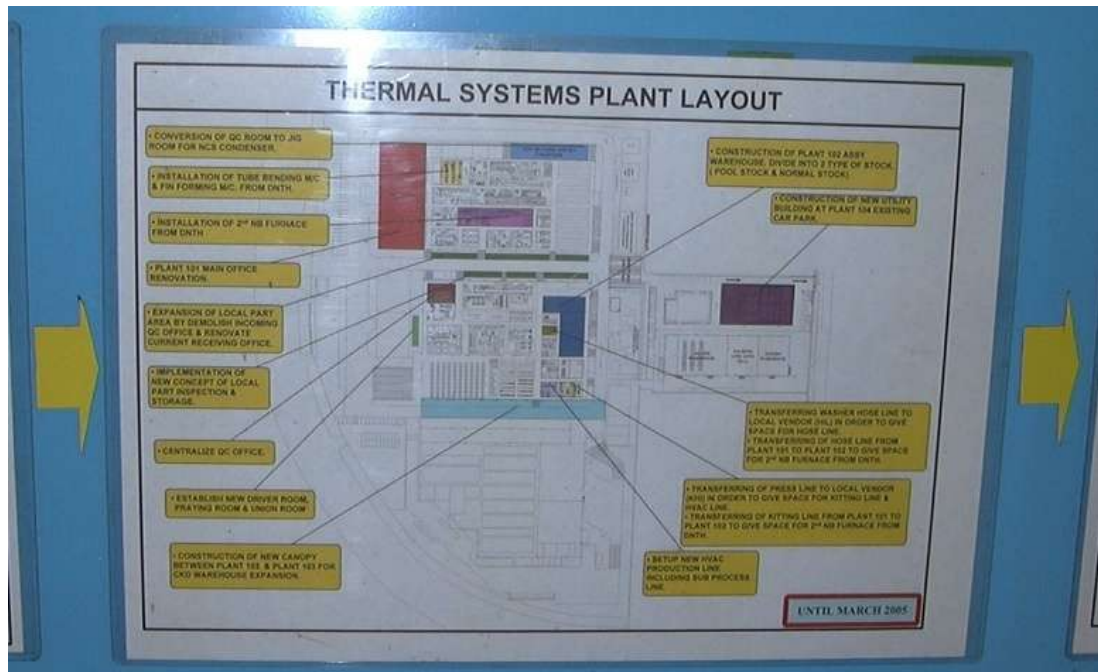 THERMAL SYSTEMS PLANT LAYOUT
• CONVERSION OF QC ROOM TO JIG
ROOM FOR NCS CONDENSER.
• INSTALLATION OF TUBE BENDING M/C
& FIN FORMING M/C. FROM DNTH.
• INSTALLATION OF 2ND NB FURNACE
FROM DNTH
• PLANT 101 MAIN OFFICE
RENOVATION.
• EXPANSION OF LOCAL PART
AREA BY DEMOLISH INCOMING
QC OFFICE & RENOVATE
CURRENT RECEIVING OFFICE.
• IMPLEMENTATION OF
NEW CONCEPT OF LOCAL
PART INSPECTION &
STORAGE.
• CENTRALIZE QC OFFICE.
• ESTABLISH NEW DRIVER ROOM,
PRAYING ROOM & UNION ROOM
• CONSTRUCTION OF NEW CANOPY
BETWEEN PLANT & PLANT 103 FOR
CKD WAREHOUSE EXPANSION.
• CONSTRUCTION OF PLANT 102 ASSY
WAREHOUSE. DIVIDE INTO 2 TYPE OF STOCK.
( POOL STOCK & NORMAL STOCK)
• CONSTRUCTION OF NEW UTILITY
BUILDING AT PLANT 104 EXISTING
CAR PARK.
• TRANSFERRING WASHER HOSE LINE TO
LOCAL VENDOR (HIL) IN ORDER TO GIVE
SPACE FOR HOSE LINE.
• TRANSFERRING OF HOSE LINE FROM
PLANT 101 TO PLANT 102 TO GIVE SPACE
FOR 2ND NB FURNACE FROM DNTH.
• TRANSFERRING OF PRESS LINE TO LOCAL VENDOR
(KHI) IN ORDER TO GIVE SPACE FOR KITTING LINE &
HVAC LINE.
• TRANSFERRING OF KITTING LINE FROM PLANT 101 TO
PLANT 102 TO GIVE SPACE FOR 2ND NB FURNACE FROM
DNTH.
• SETUP NEW HVAC
PRODUCTION LINE
INCLUDING SUB PROCESS
LINE.
UNTIL MARCH 2005